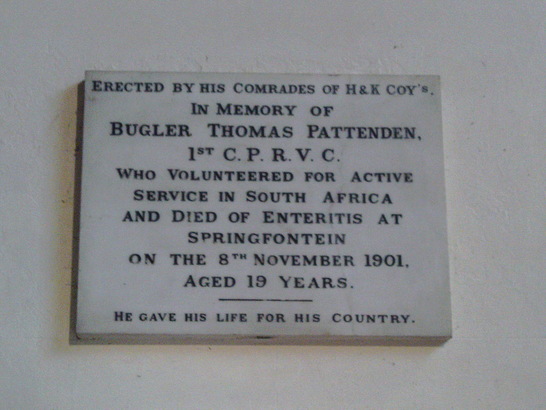 ERECTED BY HIS COMRADES OF H&K COY'S.
IN MEMORY OF
BUGLER THOMAS PATTENDEN,
1ST C.P.R.V.C.
WHO VOLUNTEERED FOR ACTIVE
SERVICE IN SOUTH AFRICA
AND DIED OF ENTERITIS AT
SPRINGFONTEIN
ON THE 8TH NOVEMBER 1901,
AGED 19 YEARS.
HE GAVE HIS LIFE FOR HIS COUNTRY.